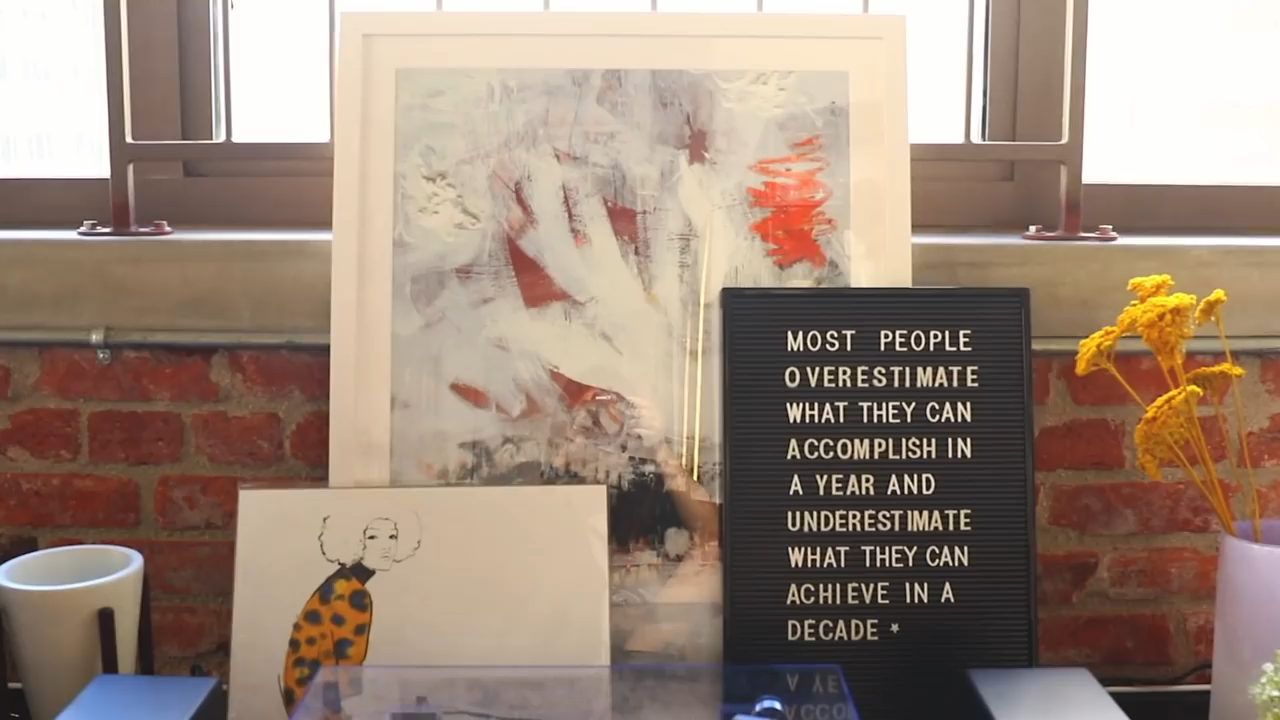 MOST PEOPLE
OVERESTIMATE
WHAT THEY CAN
ACCOMPLISH IN
A YEAR AND
UNDERESTIMATE
WHAT THEY CAN
ACHIEVE IN A
DECADE *